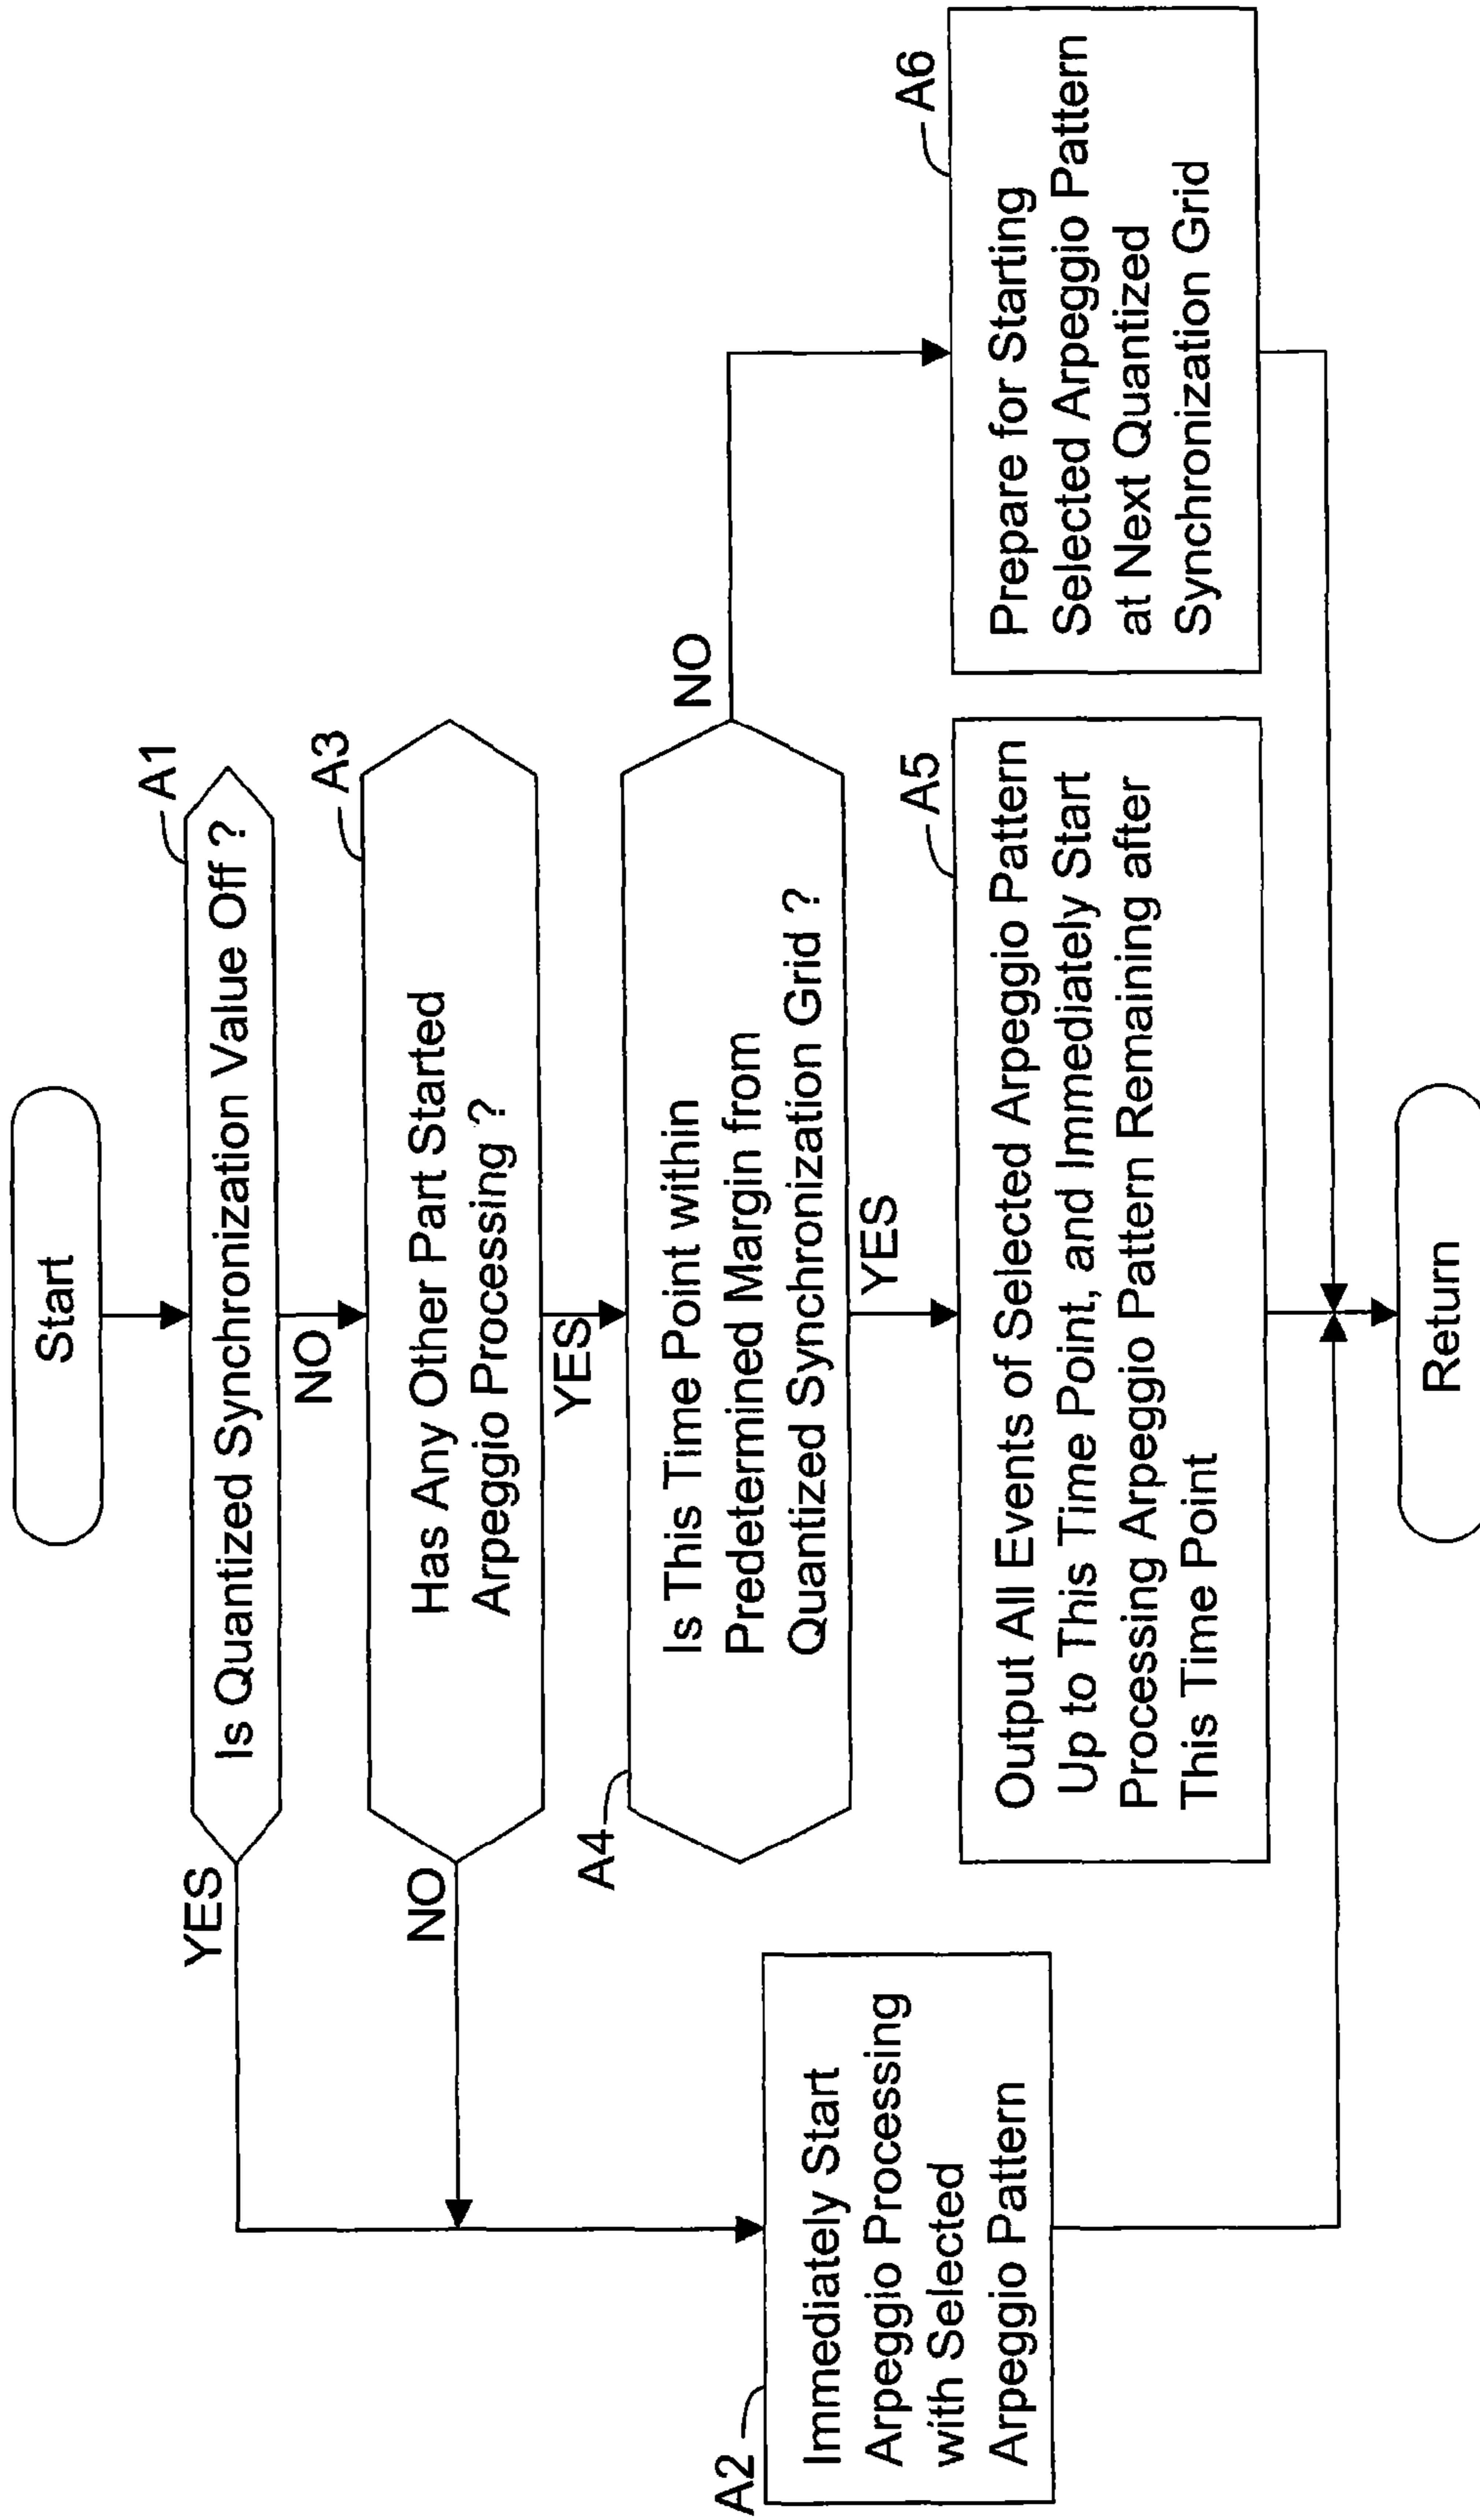 Start
A1
Is Quantized Synchronization Value Off ?
YES
NO
A3
Has Any Other Part Started
Arpeggio Processing ?
NO
YES
A4
Is This Time Point within
Predetermined Margin from
Quantized Synchronization Grid ?
NO
YES
A2
Immediately Start
Arpeggio Processing
with Selected
Arpeggio Pattern
A5
Output All Events of Selected Arpeggio Pattern
Up to This Time Point, and Immediately Start
Processing Arpeggio Pattern Remaining after
This Time Point
A6
Prepare for Starting
Selected Arpeggio Pattern
at Next Quantized
Synchronization Grid
Return